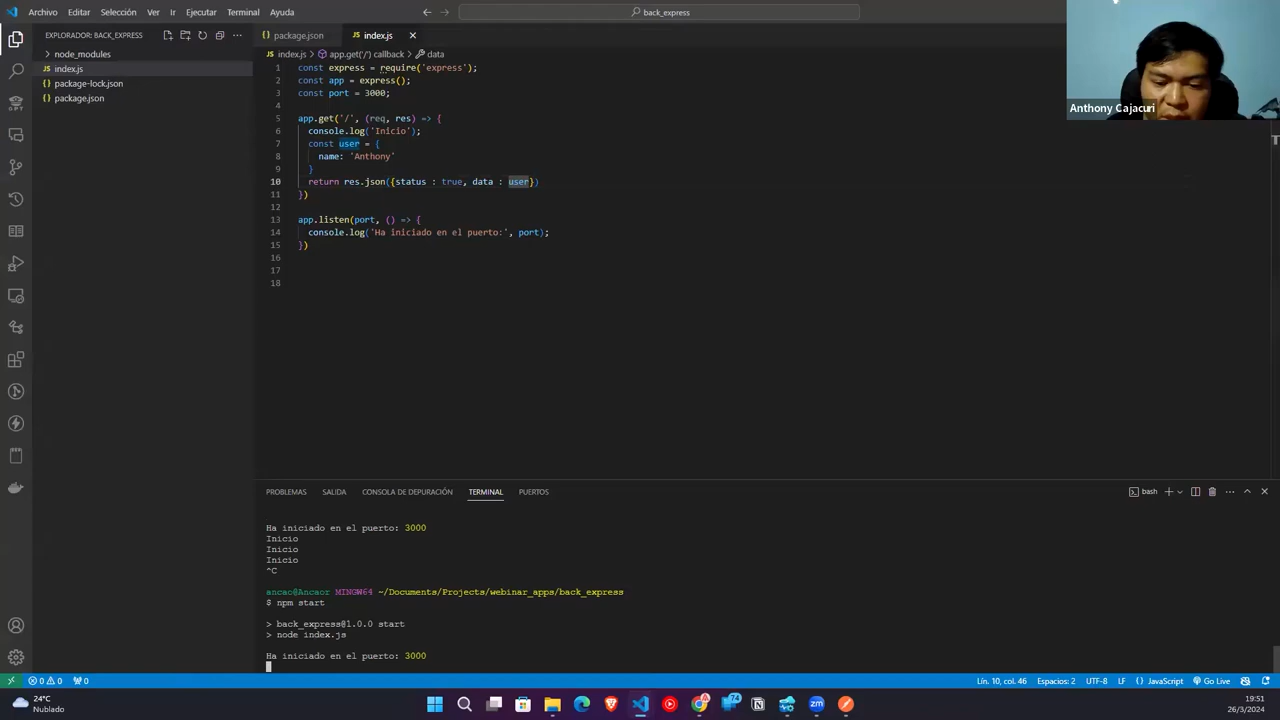 Archivo Editar Selección Ver Ir Ejecutar Terminal Ayuda
back_express
EXPLORADOR: BACK_EXPRESS
node_modules
JS index.js
package-lock.json
package.json
package.json JS index.js
JS index.js > app.get('/') callback > data
1 const express = require('express');
2 const app = express();
3 const port = 3000;
4
5 app.get('/', (req, res) => {
6 console.log('Inicio');
7 const user = {
8 name: 'Anthony'
9 }
10 return res.json({status : true, data : user})
11 })
12
13 app.listen(port, () => {
14 console.log('Ha iniciado en el puerto:', port);
15 })
16
17
18
Anthony Cajacuri
PROBLEMAS SALIDA CONSOLA DE DEPURACIÓN TERMINAL PUERTOS
bash
Ha iniciado en el puerto: 3000
Inicio
Inicio
Inicio
^C
ancao@Ancaor MINGW64 ~/Documents/Projects/webinar_apps/back_express
$ npm start
> back_express@1.0.0 start
> node index.js
Ha iniciado en el puerto: 3000
0 0 0 Lín. 10, col. 46 Espacios: 2 UTF-8 LF {} JavaScript Go Live
24°C
Nublado
74
19:51
26/3/2024